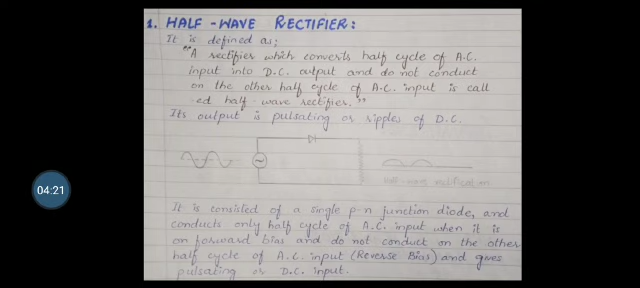 1. HALF-WAVE RECTIFIER:
It is defined as;
"A rectifier which converts half cycle of A.C.
input into D.C. output and do not conduct
on the other half cycle of A.C. input is call
ed half-wave rectifier."
Its output is pulsating or ripples of D.C.
half-wave rectification
It is consisted of a single p-n junction diode, and
conducts only half cycle of A.C. input when it is
on forward bias and do not conduct on the other
half cycle of A.C. input (Reverse Bias) and gives
pulsating or D.C. input.
04:21